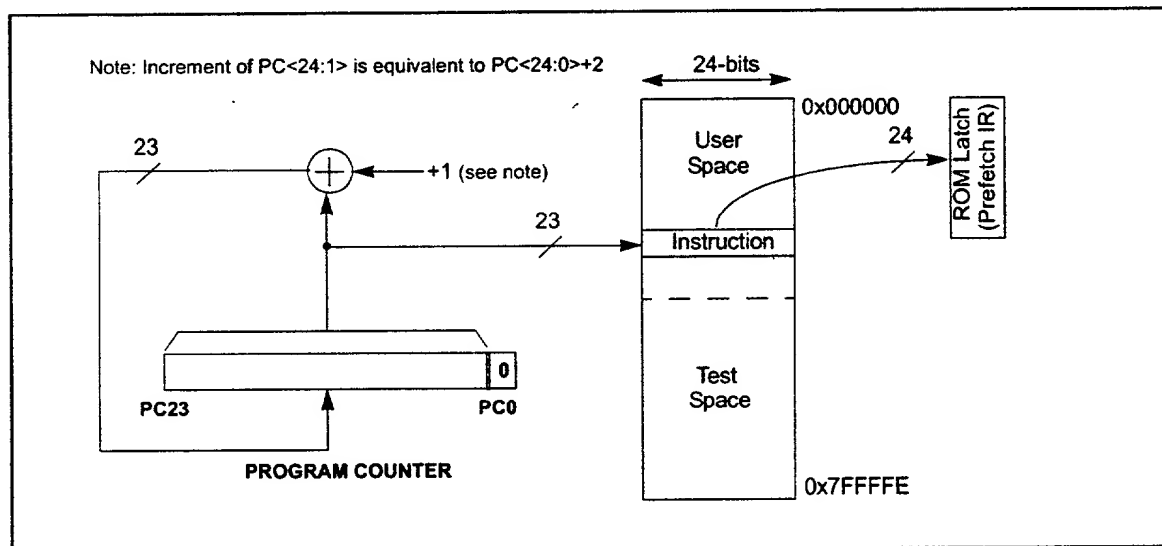 Note: Increment of PC<24:1> is equivalent to PC<24:0>+2
24-bits
0x000000
23
+1 (see note)
User
Space
24
ROM Latch
(Prefetch IR)
23
Instruction
0
PC23
PC0
Test
Space
PROGRAM COUNTER
0x7FFFFE